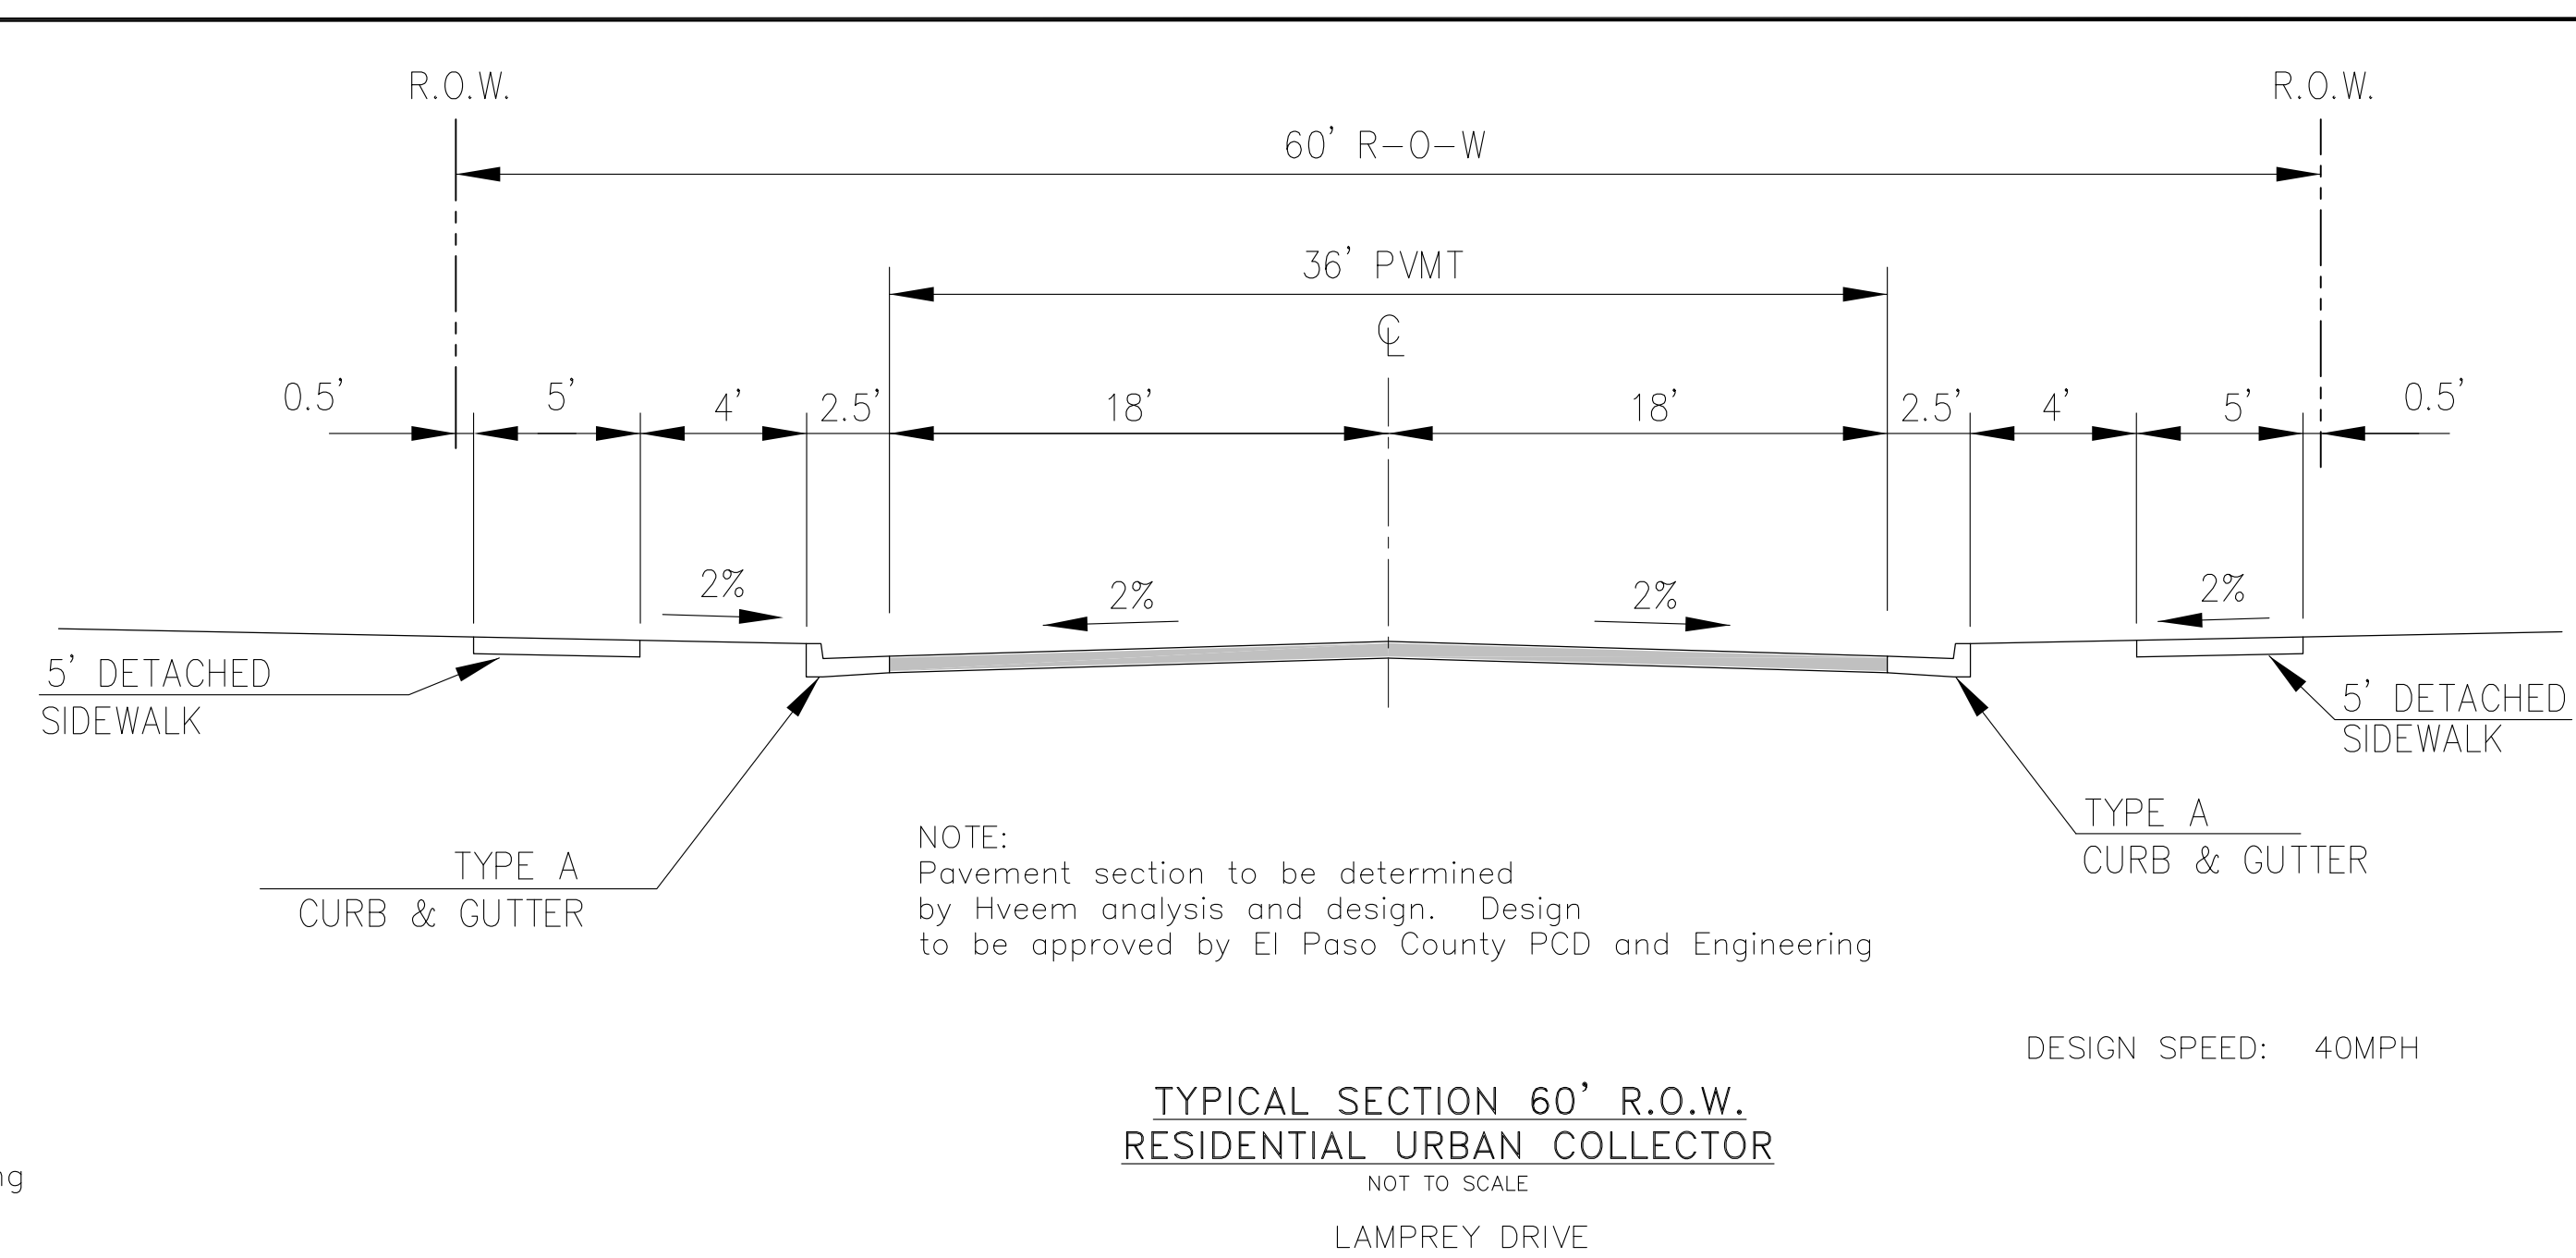 R.O.W.
R.O.W.
60' R-O-W
36' PVMT
℄
0.5'
5'
4'
2.5'
18'
18'
2.5'
4'
5'
0.5'
2%
2%
2%
2%
5' DETACHED
SIDEWALK
5' DETACHED
SIDEWALK
TYPE A
CURB & GUTTER
TYPE A
CURB & GUTTER
NOTE:
Pavement section to be determined
by Hveem analysis and design. Design
to be approved by El Paso County PCD and Engineering
DESIGN SPEED: 40MPH
TYPICAL SECTION 60' R.O.W.
RESIDENTIAL URBAN COLLECTOR
NOT TO SCALE
LAMPREY DRIVE